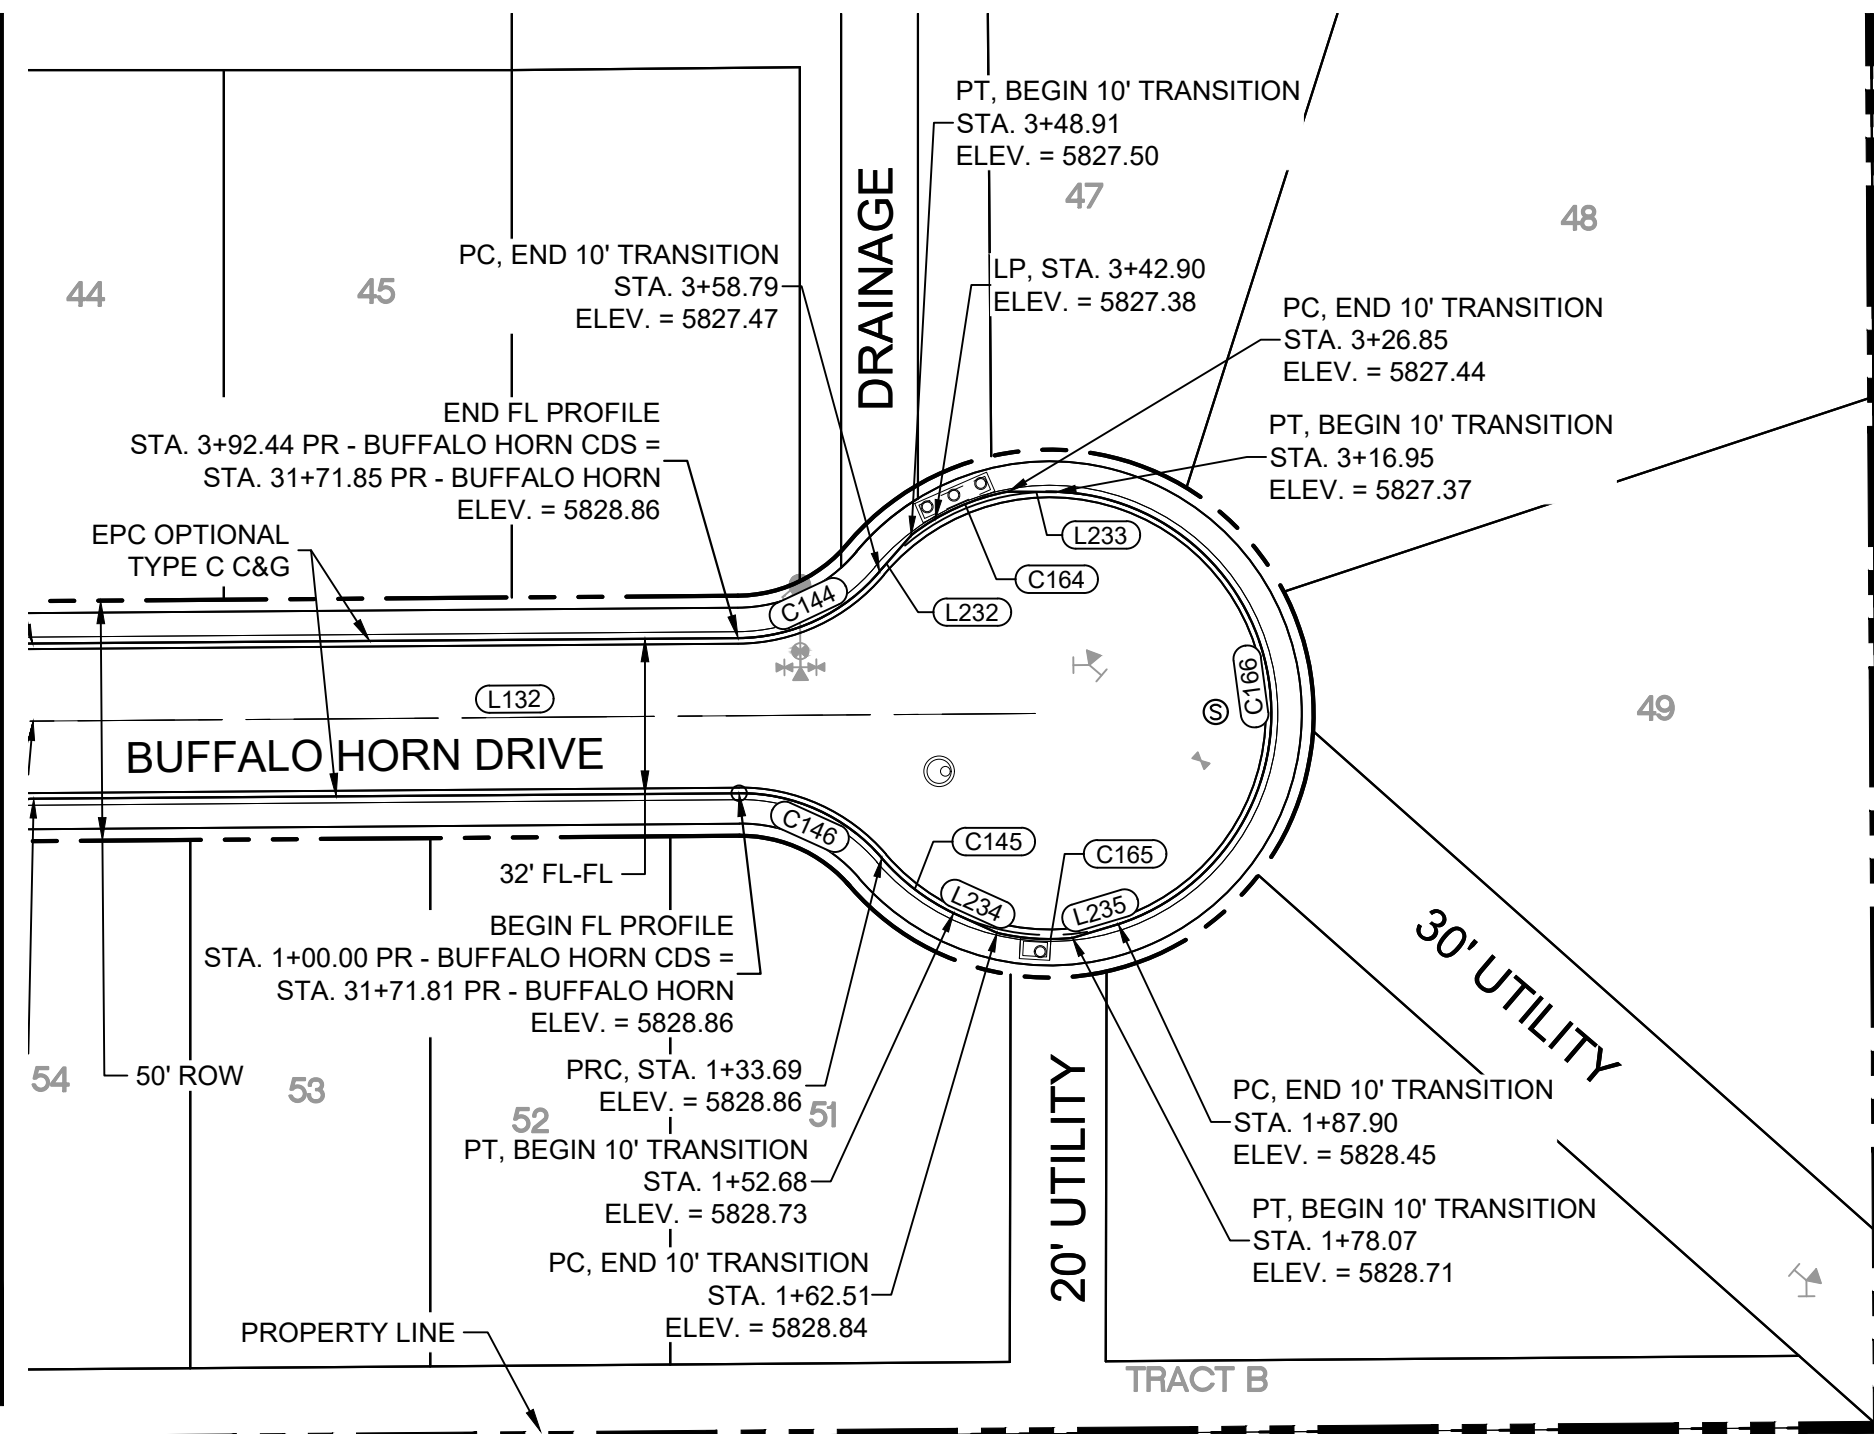 PT, BEGIN 10' TRANSITION
STA. 3+48.91
ELEV. = 5827.50
47
48
DRAINAGE
PC, END 10' TRANSITION
STA. 3+58.79
ELEV. = 5827.47
LP, STA. 3+42.90
ELEV. = 5827.38
44
45
PC, END 10' TRANSITION
STA. 3+26.85
ELEV. = 5827.44
END FL PROFILE
STA. 3+92.44 PR - BUFFALO HORN CDS =
STA. 31+71.85 PR - BUFFALO HORN
ELEV. = 5828.86
PT, BEGIN 10' TRANSITION
STA. 3+16.95
ELEV. = 5827.37
EPC OPTIONAL
TYPE C C&G
L233
C164
C144
L232
L132
C166
S
49
BUFFALO HORN DRIVE
C146
C145
C165
32' FL-FL
L234
L235
BEGIN FL PROFILE
STA. 1+00.00 PR - BUFFALO HORN CDS =
STA. 31+71.81 PR - BUFFALO HORN
ELEV. = 5828.86
30' UTILITY
54
50' ROW
53
52
51
PRC, STA. 1+33.69
ELEV. = 5828.86
PT, BEGIN 10' TRANSITION
STA. 1+52.68
ELEV. = 5828.73
20' UTILITY
PC, END 10' TRANSITION
STA. 1+87.90
ELEV. = 5828.45
PT, BEGIN 10' TRANSITION
STA. 1+78.07
ELEV. = 5828.71
PC, END 10' TRANSITION
STA. 1+62.51
ELEV. = 5828.84
PROPERTY LINE
TRACT B